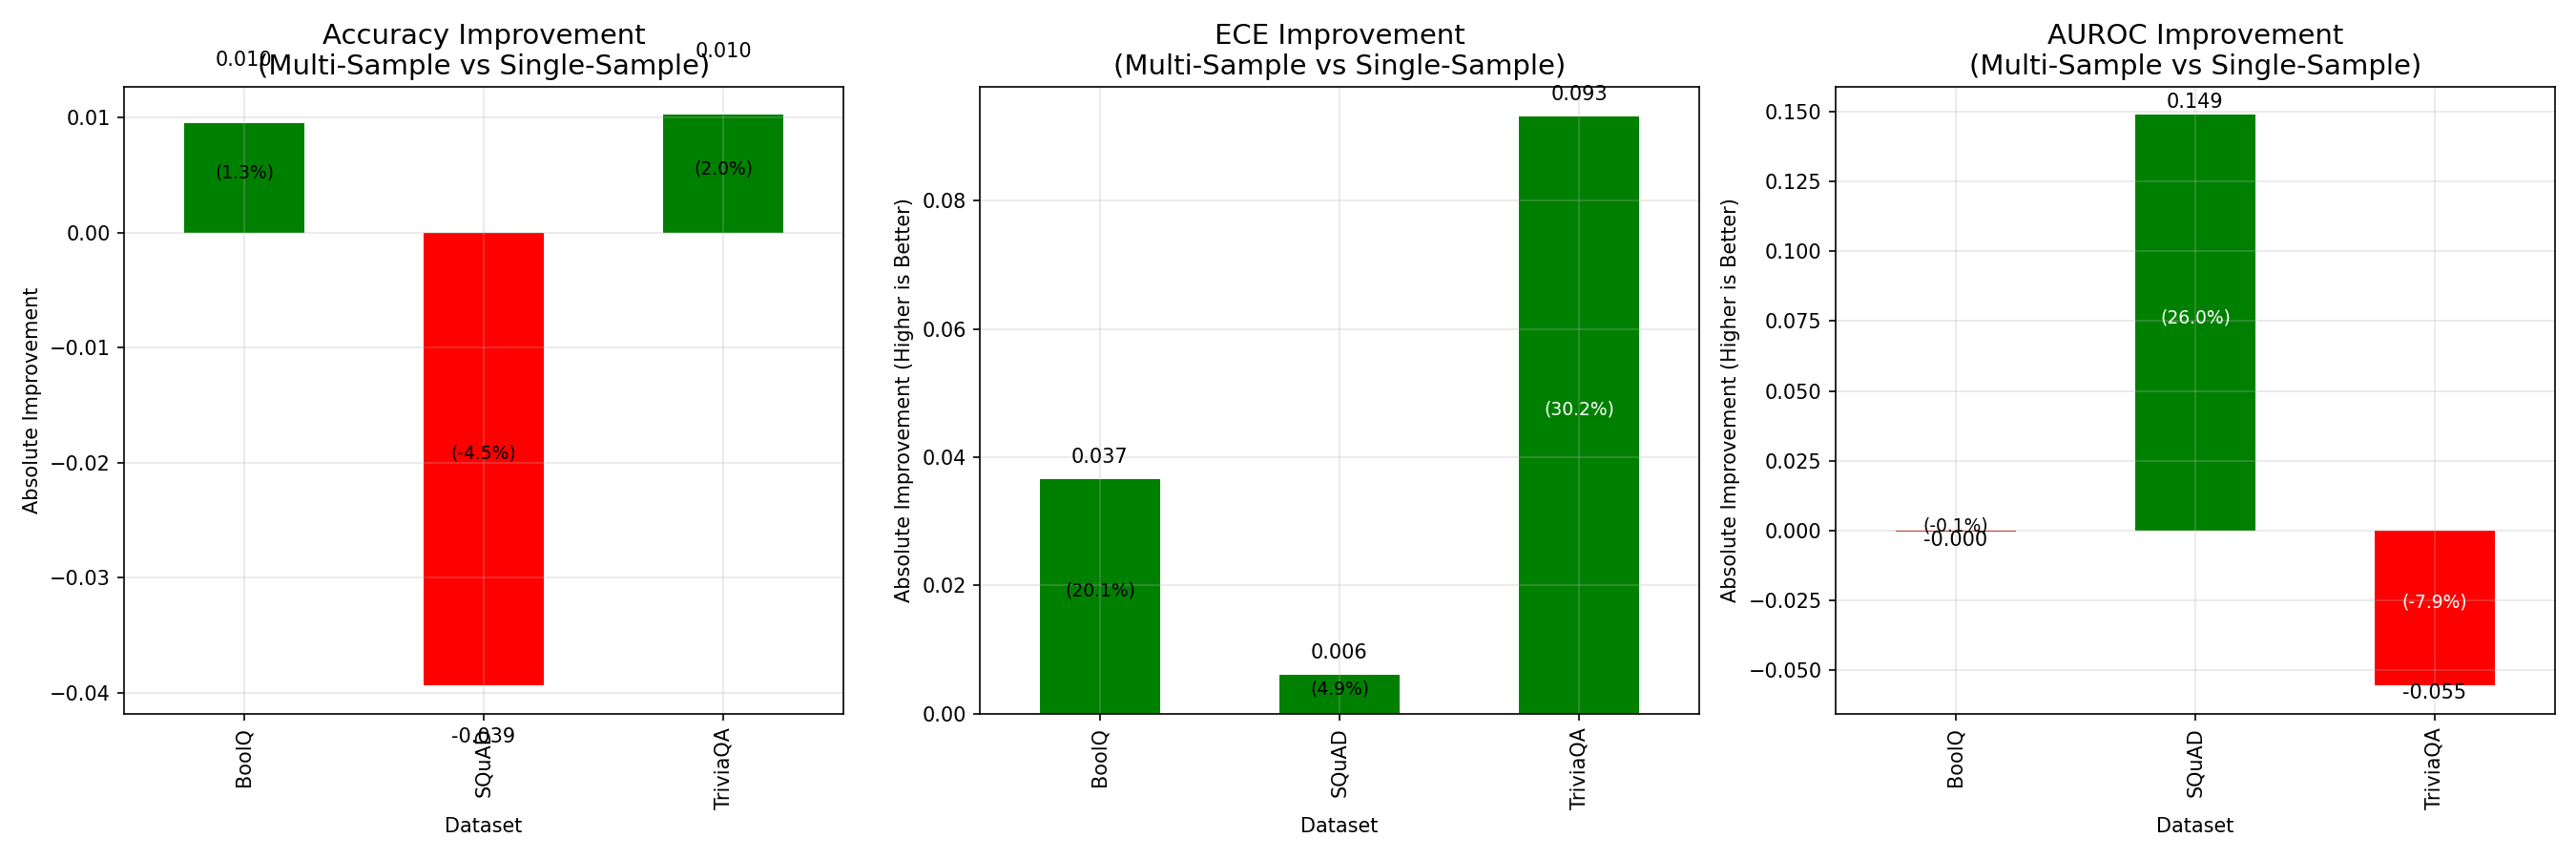 Accuracy Improvement
(Multi-Sample vs Single-Sample)
0.010
0.010
0.01
0.00
−0.01
−0.02
−0.03
−0.04
Absolute Improvement
(1.3%)
(-4.5%)
(2.0%)
-0.039
BoolQ
SQuAD
TriviaQA
Dataset
ECE Improvement
(Multi-Sample vs Single-Sample)
0.093
0.08
0.06
0.04
0.02
0.00
Absolute Improvement (Higher is Better)
0.037
(20.1%)
0.006
(4.9%)
(30.2%)
BoolQ
SQuAD
TriviaQA
Dataset
AUROC Improvement
(Multi-Sample vs Single-Sample)
0.149
0.150
0.125
0.100
0.075
0.050
0.025
0.000
−0.025
−0.050
Absolute Improvement (Higher is Better)
(-0.1%)
-0.000
(26.0%)
(-7.9%)
-0.055
BoolQ
SQuAD
TriviaQA
Dataset